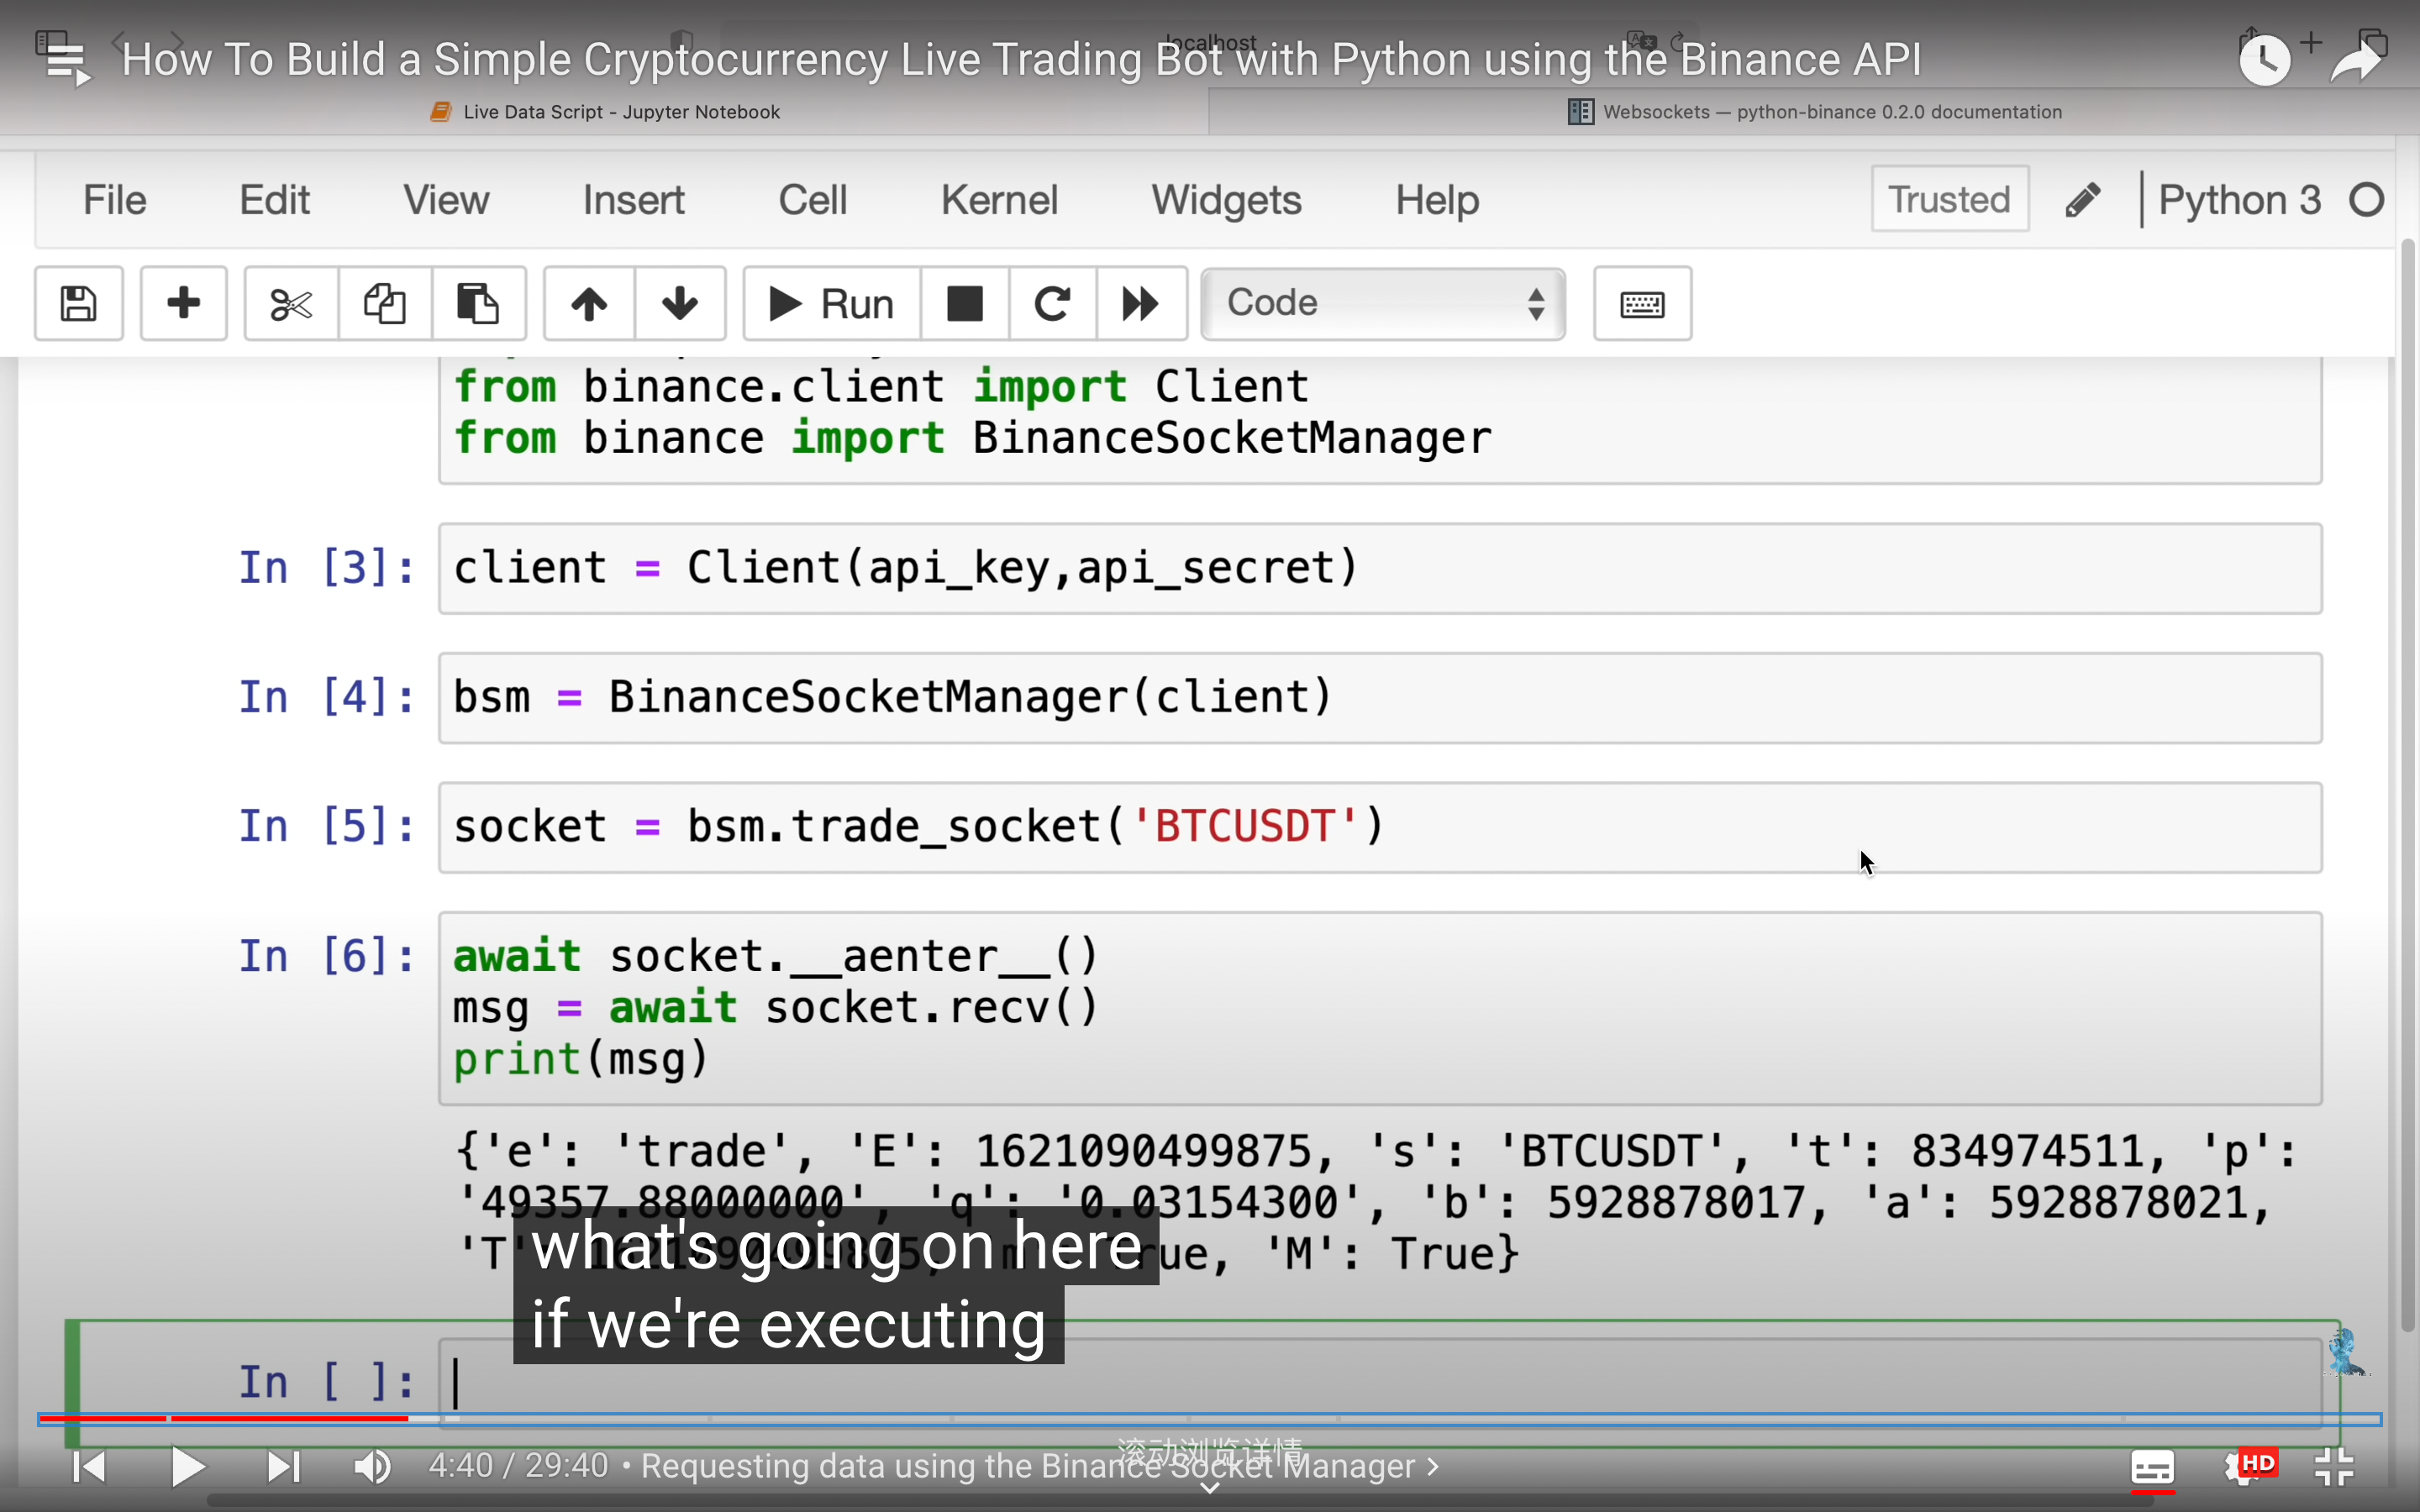 localhost
How To Build a Simple Cryptocurrency Live Trading Bot with Python using the Binance API
Live Data Script - Jupyter Notebook
Websockets — python-binance 0.2.0 documentation
File Edit View Insert Cell Kernel Widgets Help
Trusted
Python 3
Run
Code
from binance.client import Client
from binance import BinanceSocketManager
In [3]: client = Client(api_key,api_secret)
In [4]: bsm = BinanceSocketManager(client)
In [5]: socket = bsm.trade_socket('BTCUSDT')
In [6]: await socket.__aenter__()
msg = await socket.recv()
print(msg)
{'e': 'trade', 'E': 1621090499875, 's': 'BTCUSDT', 't': 834974511, 'p':
'49357.88000000', 'q': '0.03154300', 'b': 5928878017, 'a': 5928878021,
'T': 1621090499875, 'm': True, 'M': True}
what's going on here
if we're executing
In [ ]:
滚动浏览详情
4:40 / 29:40 • Requesting data using the Binance Socket Manager >
HD